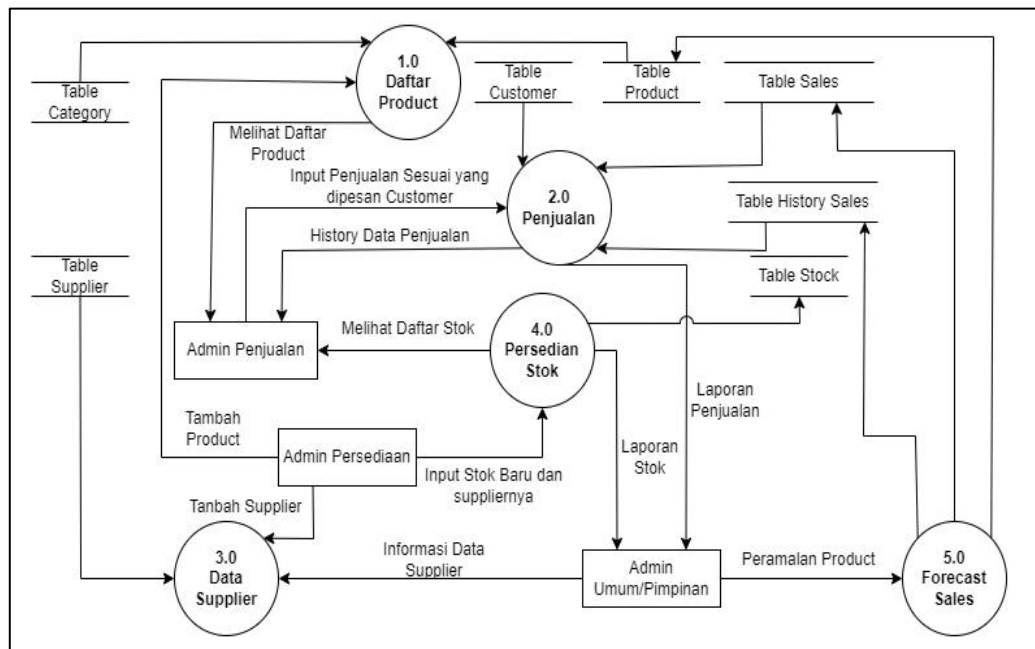 1.0
Daftar
Product
Table
Category
Table
Customer
Table
Product
Table Sales
Melihat Daftar
Product
Input Penjualan Sesuai yang
dipesan Customer
2.0
Penjualan
Table History Sales
History Data Penjualan
Table
Supplier
Table Stock
Admin Penjualan
Melihat Daftar Stok
4.0
Persedian
Stok
Laporan
Penjualan
Tambah
Product
Admin Persediaan
Input Stok Baru dan
suppliernya
Laporan
Stok
Tanbah Supplier
3.0
Data
Supplier
Informasi Data
Supplier
Admin
Umum/Pimpinan
Peramalan Product
5.0
Forecast
Sales